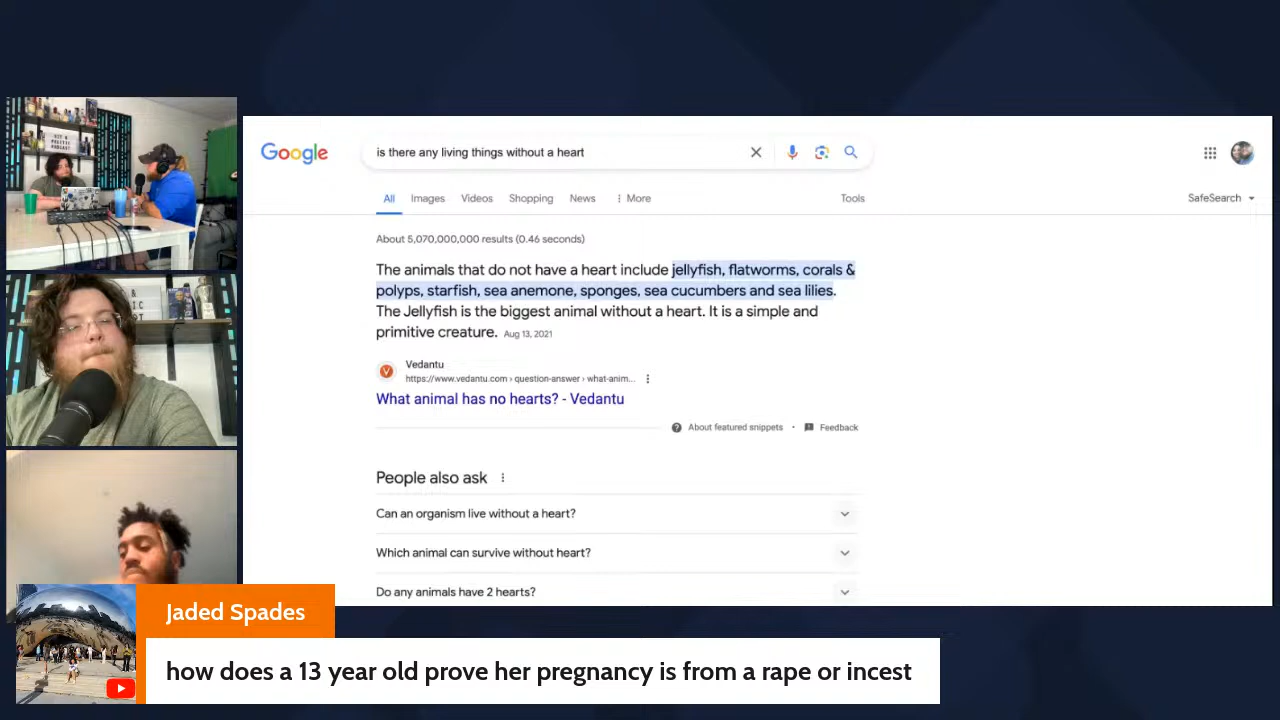 Google
is there any living things without a heart
All Images Videos Shopping News More Tools SafeSearch
About 5,070,000,000 results (0.46 seconds)
The animals that do not have a heart include jellyfish, flatworms, corals &
polyps, starfish, sea anemone, sponges, sea cucumbers and sea lilies.
The Jellyfish is the biggest animal without a heart. It is a simple and
primitive creature. Aug 13, 2021
V
Vedantu
https://www.vedantu.com › question-answer › what-anim...
What animal has no hearts? - Vedantu
About featured snippets • Feedback
People also ask
Can an organism live without a heart?
Which animal can survive without heart?
Do any animals have 2 hearts?
Jaded Spades
how does a 13 year old prove her pregnancy is from a rape or incest